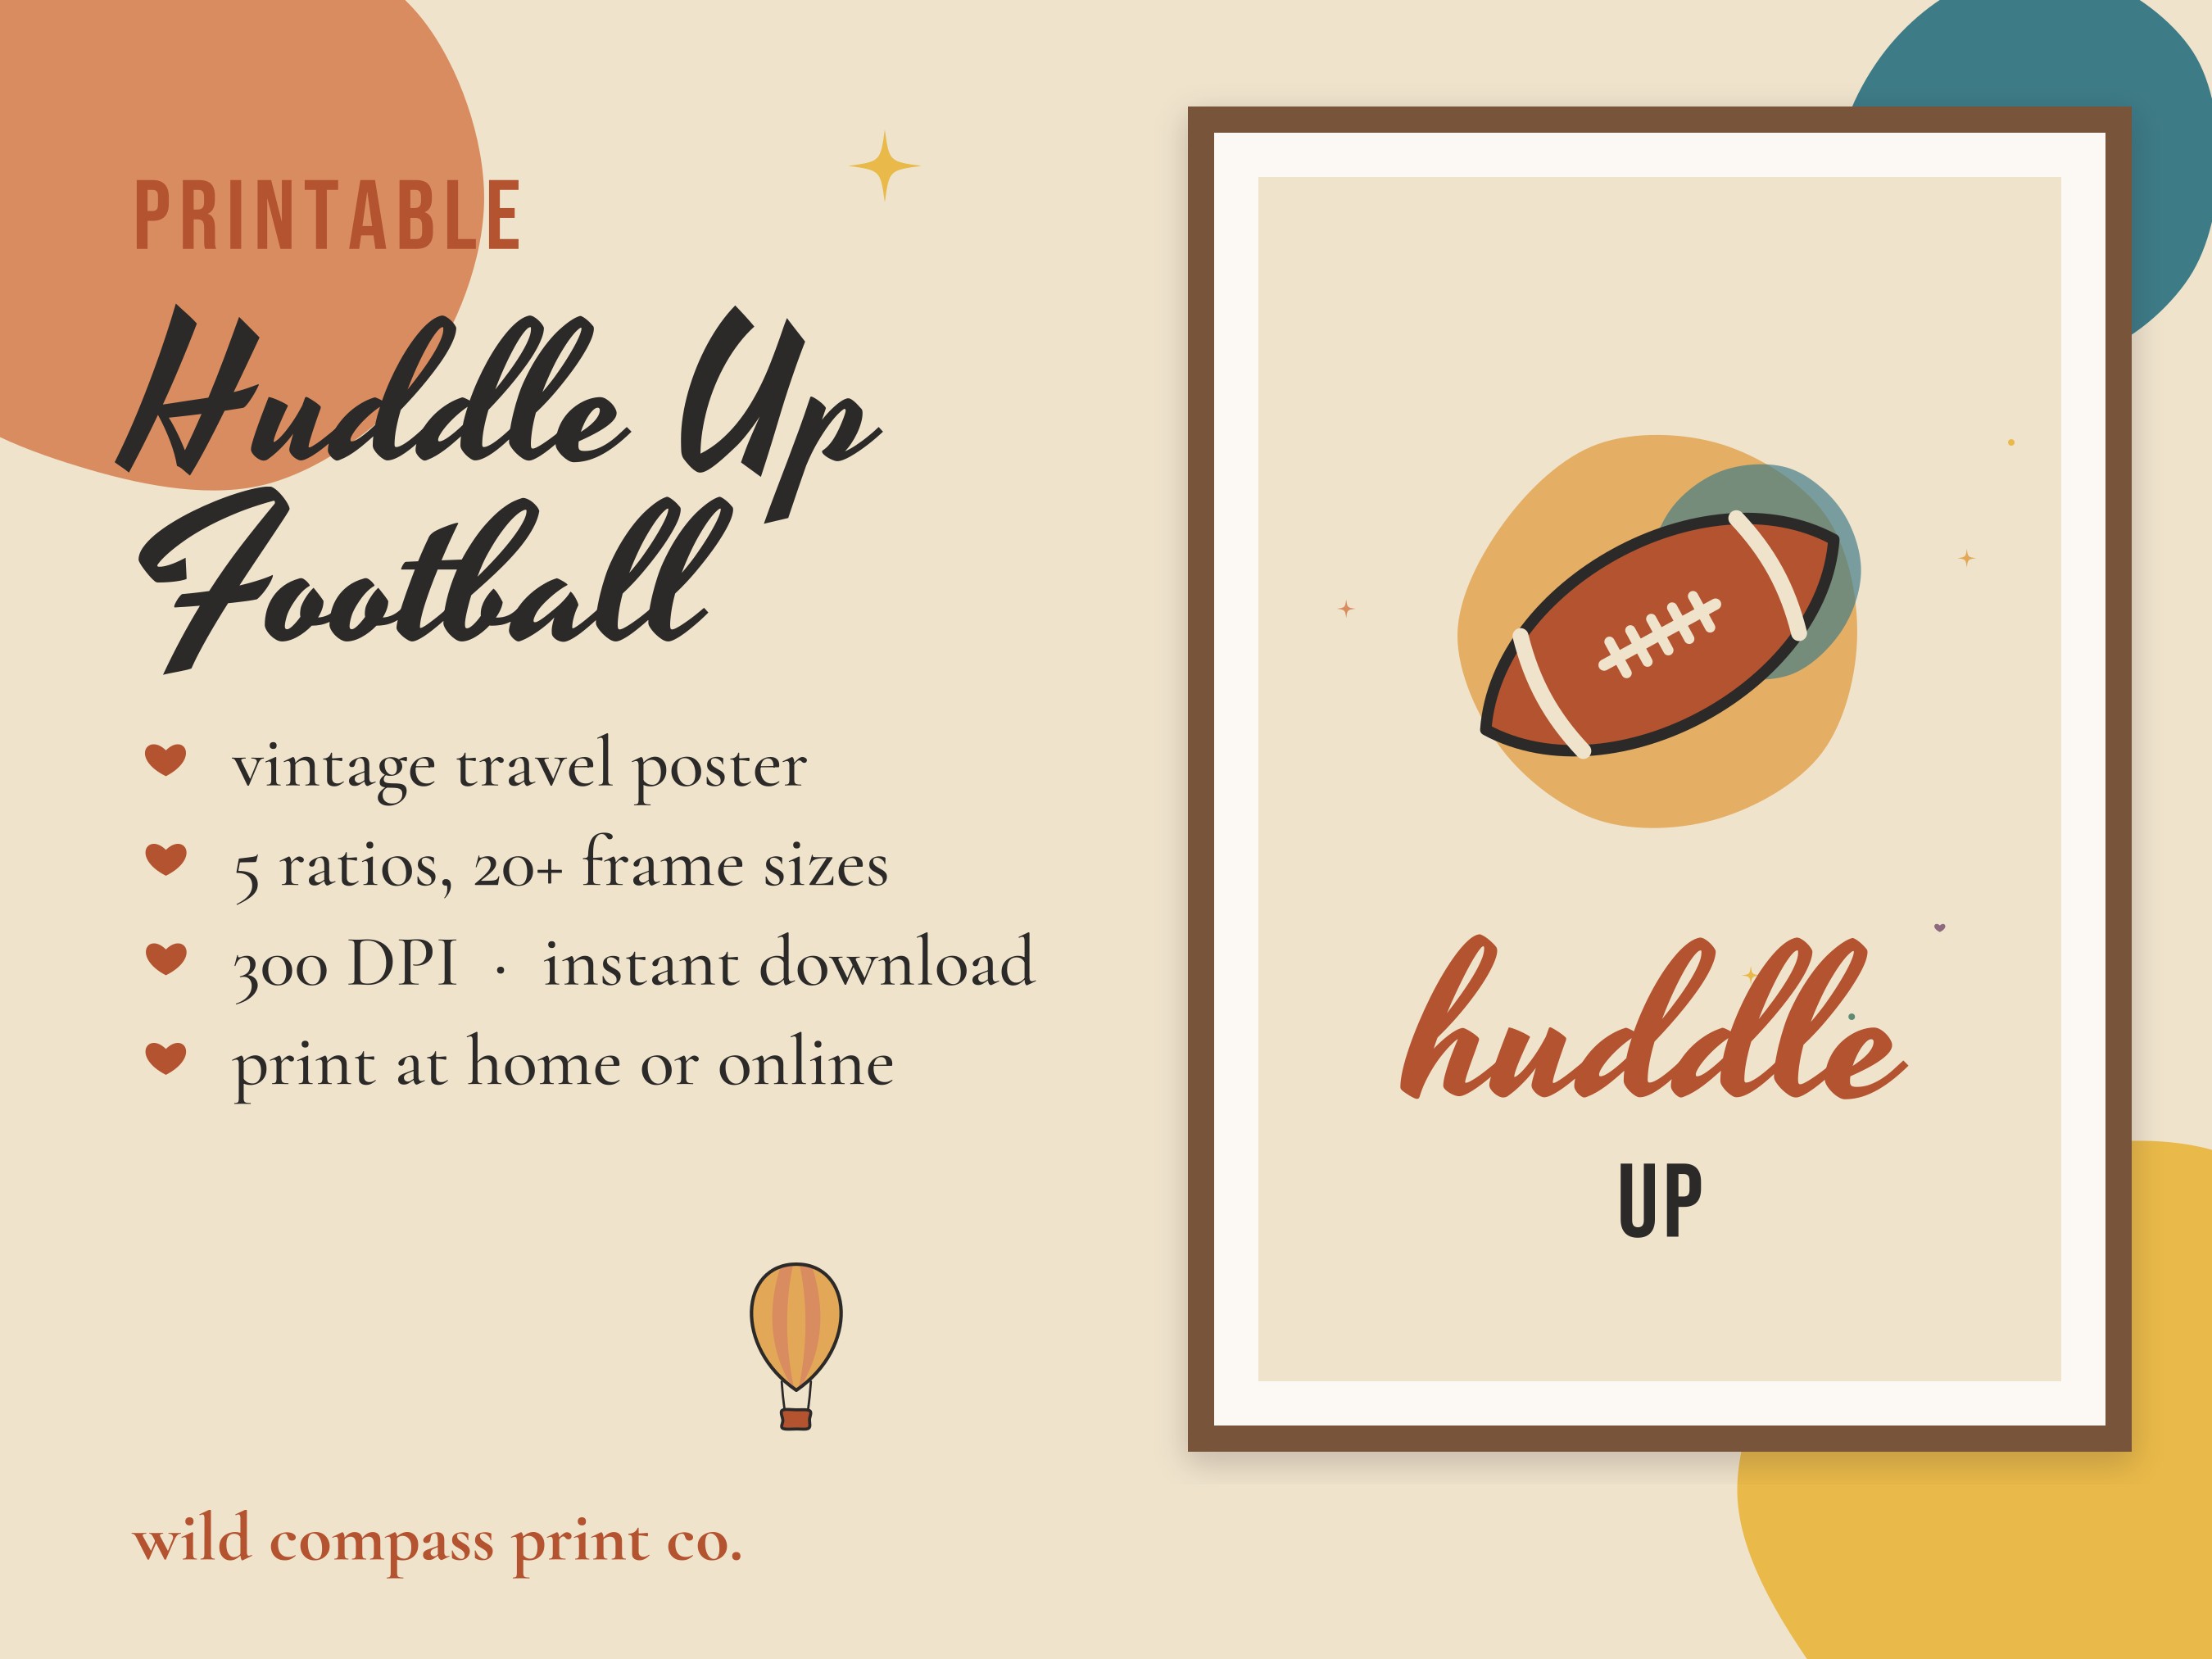 PRINTABLE
Huddle Up
Football
vintage travel poster
5 ratios, 20+ frame sizes
300 DPI · instant download
print at home or online
wild compass print co.
huddle
UP